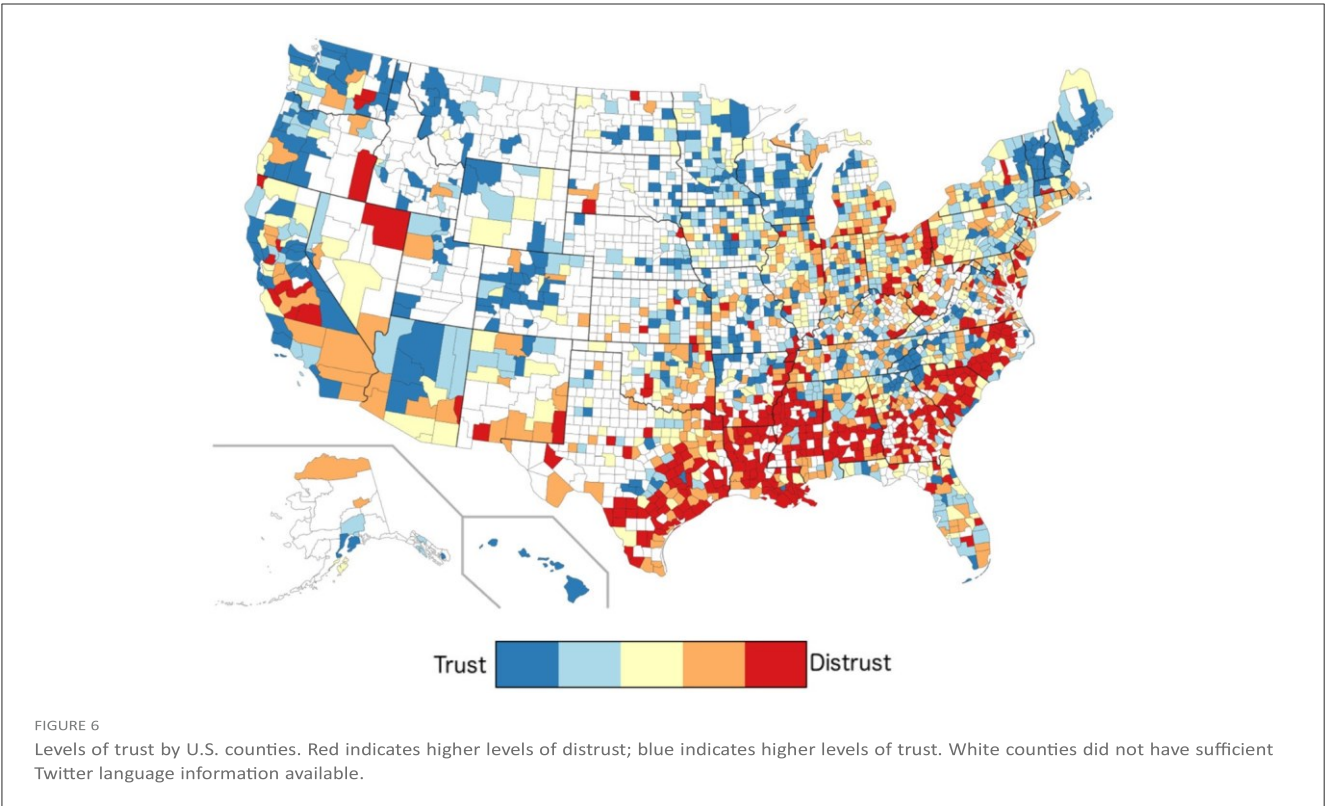 Trust
Distrust
FIGURE 6
Levels of trust by U.S. counties. Red indicates higher levels of distrust; blue indicates higher levels of trust. White counties did not have sufficient
Twitter language information available.